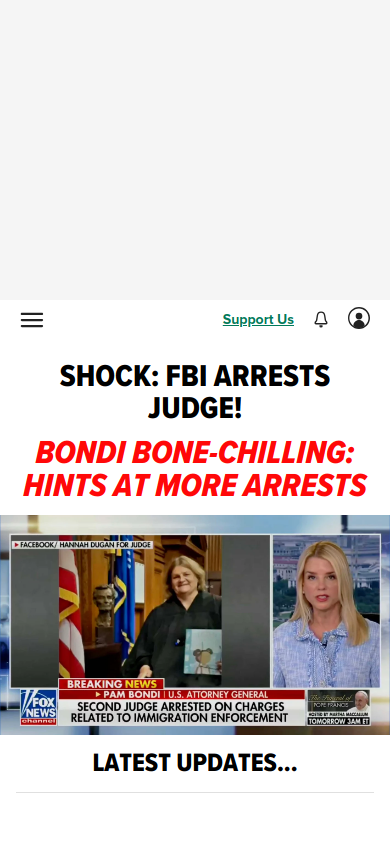 Support Us
SHOCK: FBI ARRESTS
JUDGE!
BONDI BONE-CHILLING:
HINTS AT MORE ARRESTS
FACEBOOK/ HANNAH DUGAN FOR JUDGE
BREAKING NEWS
PAM BONDI | U.S. ATTORNEY GENERAL
FOX
NEWS
channel
SECOND JUDGE ARRESTED ON CHARGES
RELATED TO IMMIGRATION ENFORCEMENT
The Funeral of
POPE FRANCIS
HOSTED BY MARTHA MACCALLUM
TOMORROW 3AM ET
LATEST UPDATES...